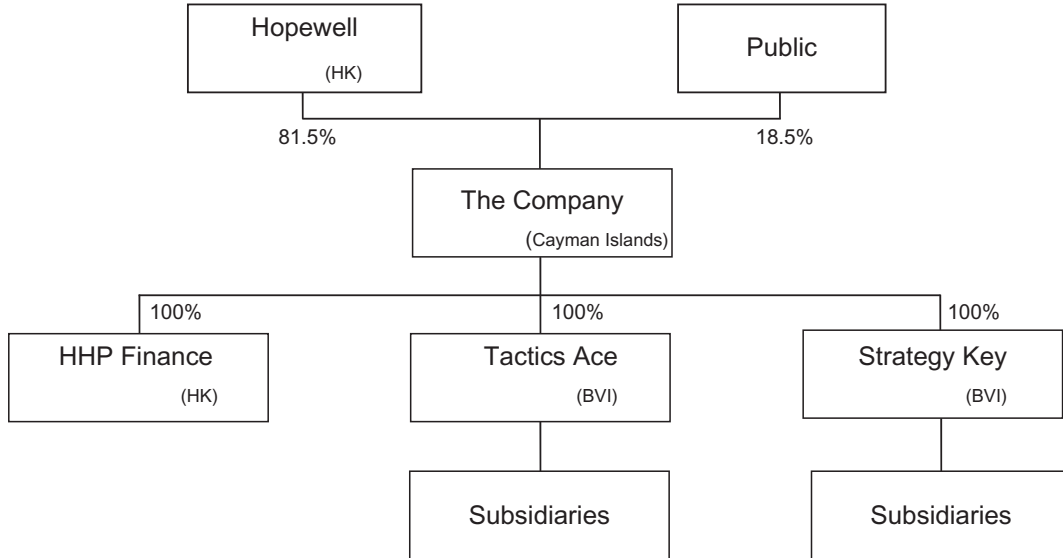 Hopewell
(HK)
Public
81.5%
18.5%
The Company
(Cayman Islands)
100%
100%
100%
HHP Finance
(HK)
Tactics Ace
(BVI)
Strategy Key
(BVI)
Subsidiaries
Subsidiaries